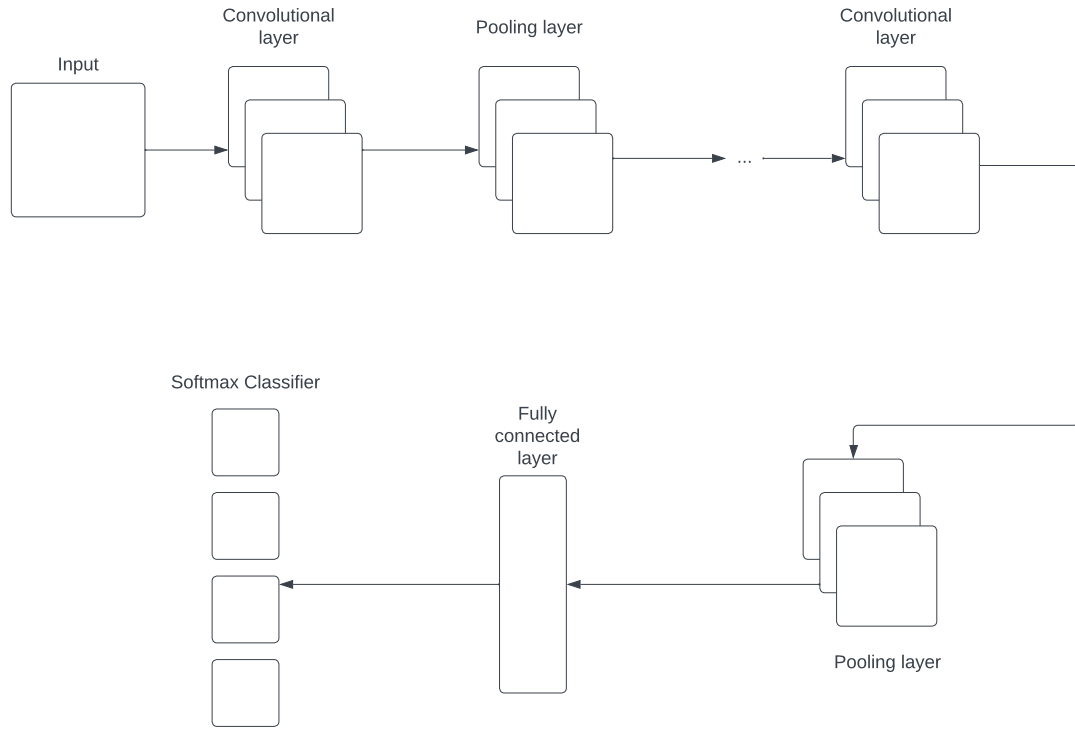 Input
Convolutional
layer
Pooling layer
...
Convolutional
layer
Softmax Classifier
Fully
connected
layer
Pooling layer